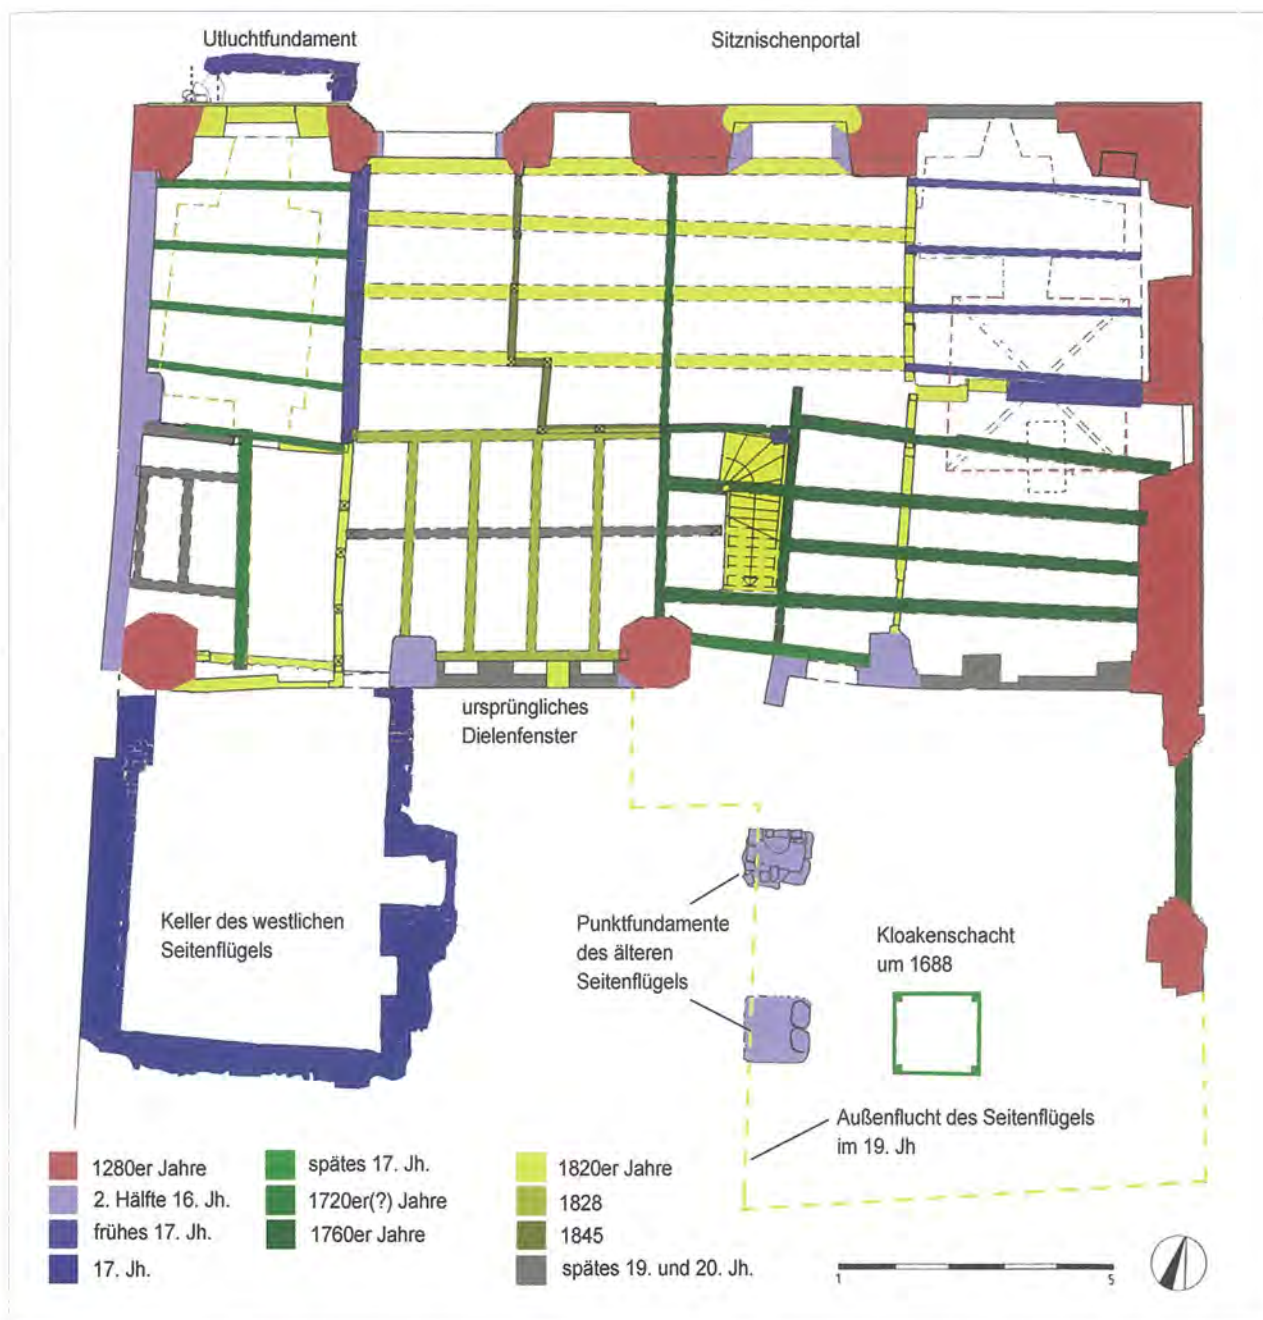 Utluchtfundament
Sitznischenportal
ursprüngliches
Dielenfenster
Keller des westlichen
Seitenflügels
Punktfundamente
des älteren
Seitenflügels
Kloakenschacht
um 1688
Außenflucht des Seitenflügels
im 19. Jh
1280er Jahre
2. Hälfte 16. Jh.
frühes 17. Jh.
17. Jh.
spätes 17. Jh.
1720er(?) Jahre
1760er Jahre
1820er Jahre
1828
1845
spätes 19. und 20. Jh.
1
5